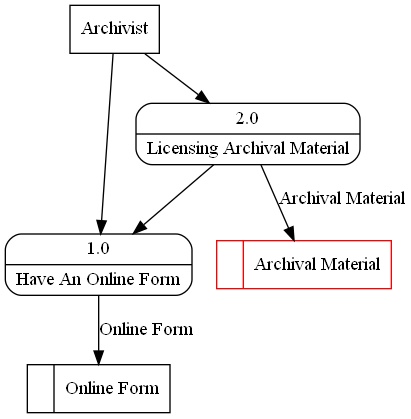 Archivist
2.0
Licensing Archival Material
Archival Material
1.0
Have An Online Form
Archival Material
Online Form
Online Form